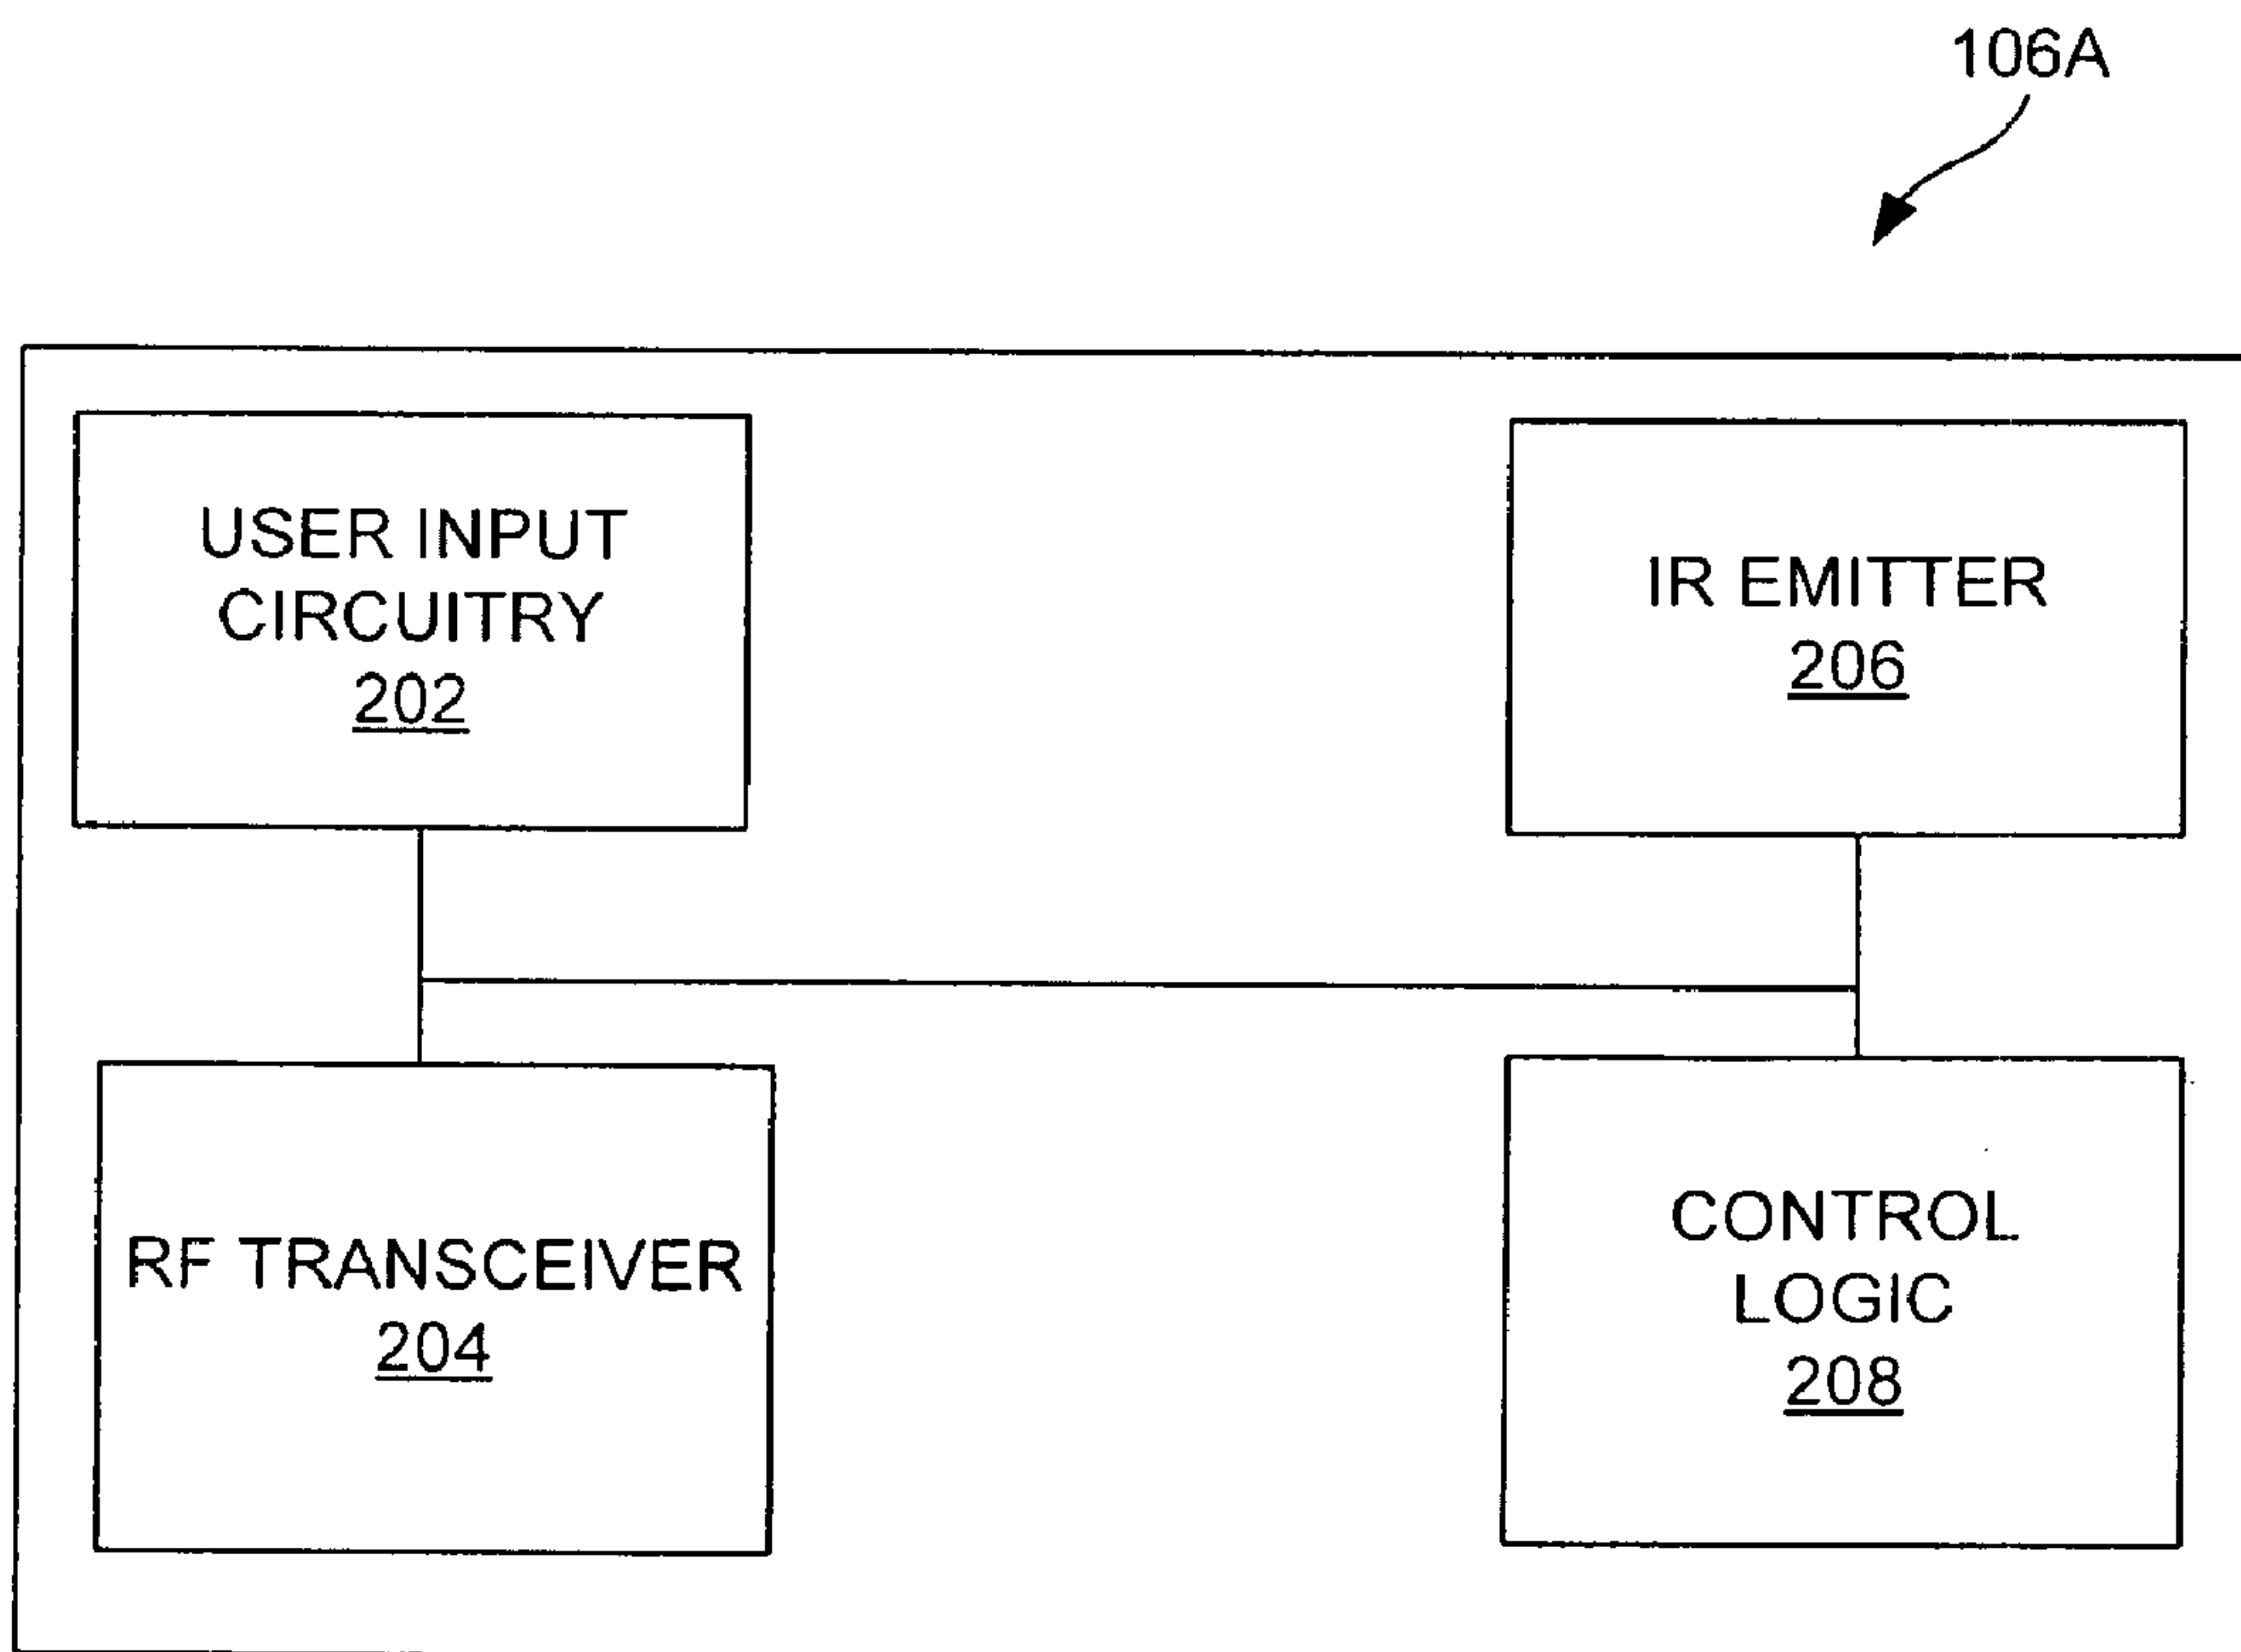 106A
USER INPUT
CIRCUITRY
202
IR EMITTER
206
RF TRANSCEIVER
204
CONTROL
LOGIC
208